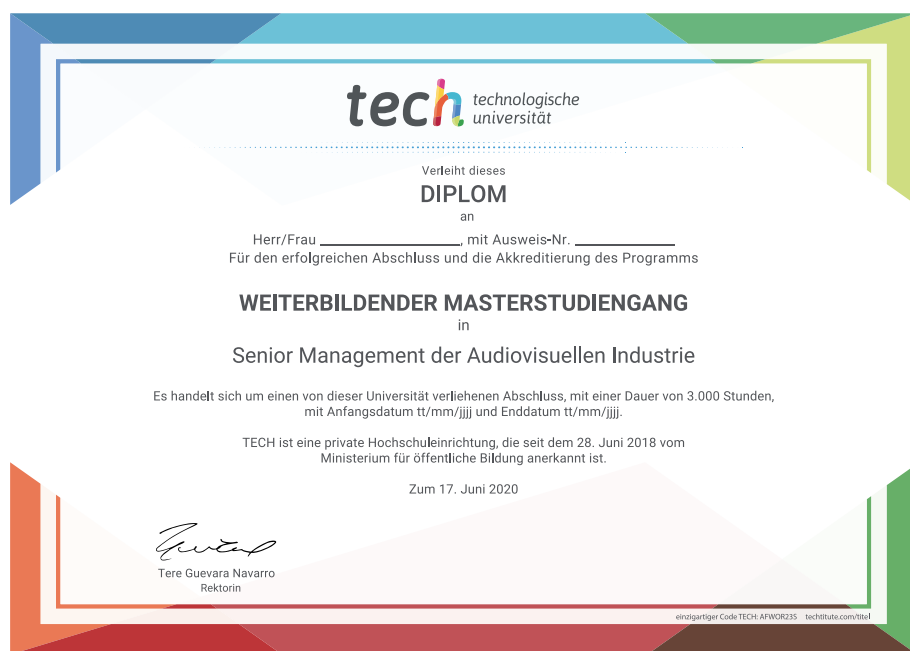 tech technologische
universität
Verleiht dieses
DIPLOM
an
Herr/Frau ____________________, mit Ausweis-Nr. ______________
Für den erfolgreichen Abschluss und die Akkreditierung des Programms
WEITERBILDENDER MASTERSTUDIENGANG
in
Senior Management der Audiovisuellen Industrie
Es handelt sich um einen von dieser Universität verliehenen Abschluss, mit einer Dauer von 3.000 Stunden,
mit Anfangsdatum tt/mm/jjjj und Enddatum tt/mm/jjjj.
TECH ist eine private Hochschuleinrichtung, die seit dem 28. Juni 2018 vom
Ministerium für öffentliche Bildung anerkannt ist.
Zum 17. Juni 2020
Tere Guevara Navarro
Rektorin
einzigartiger Code TECH: AFWOR23S techtitute.com/titel